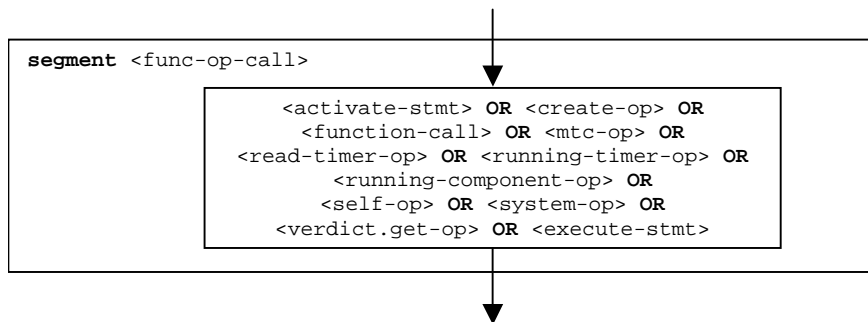 segment <func-op-call>
<activate-stmt> OR <create-op> OR
<function-call> OR <mtc-op> OR
<read-timer-op> OR <running-timer-op> OR
<running-component-op> OR
<self-op> OR <system-op> OR
<verdict.get-op> OR <execute-stmt>